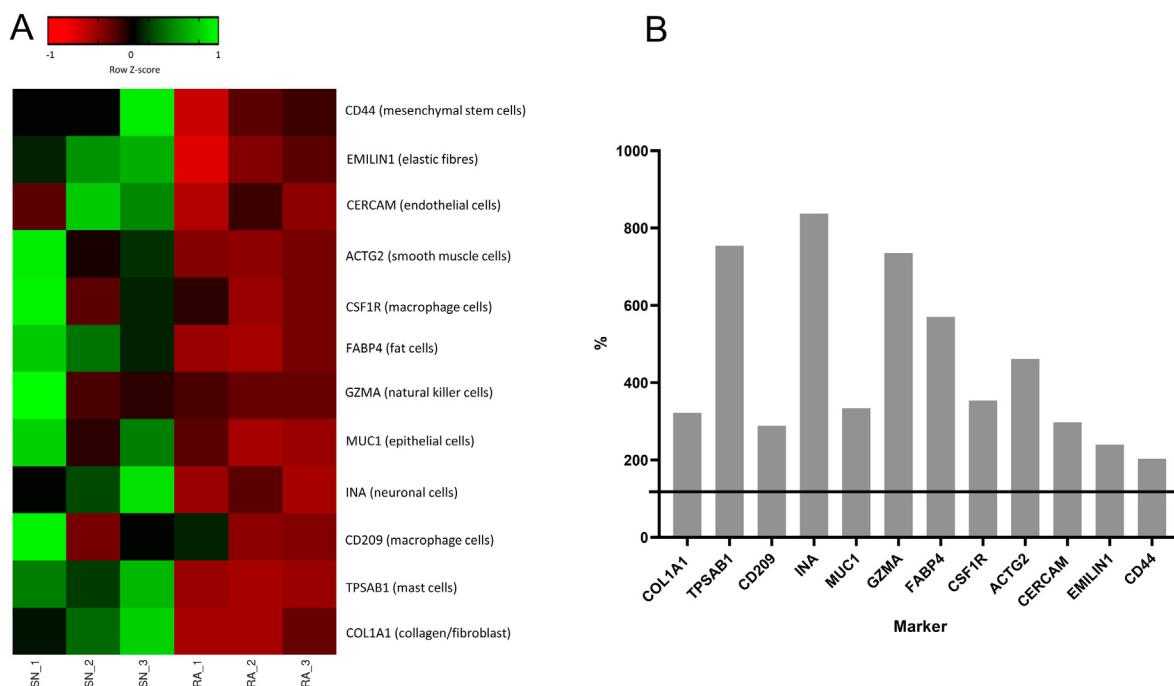 A
-1
0
1
Row Z-score
CD44 (mesenchymal stem cells)
EMILIN1 (elastic fibres)
CERCAM (endothelial cells)
ACTG2 (smooth muscle cells)
CSF1R (macrophage cells)
FABP4 (fat cells)
GZMA (natural killer cells)
MUC1 (epithelial cells)
INA (neuronal cells)
CD209 (macrophage cells)
TPSAB1 (mast cells)
COL1A1 (collagen/fibroblast)
SN_1
SN_2
SN_3
RA_1
RA_2
RA_3
B
1000
800
600
400
200
0
%
COL1A1
TPSAB1
CD209
INA
MUC1
GZMA
FABP4
CSF1R
ACTG2
CERCAM
EMILIN1
CD44
Marker